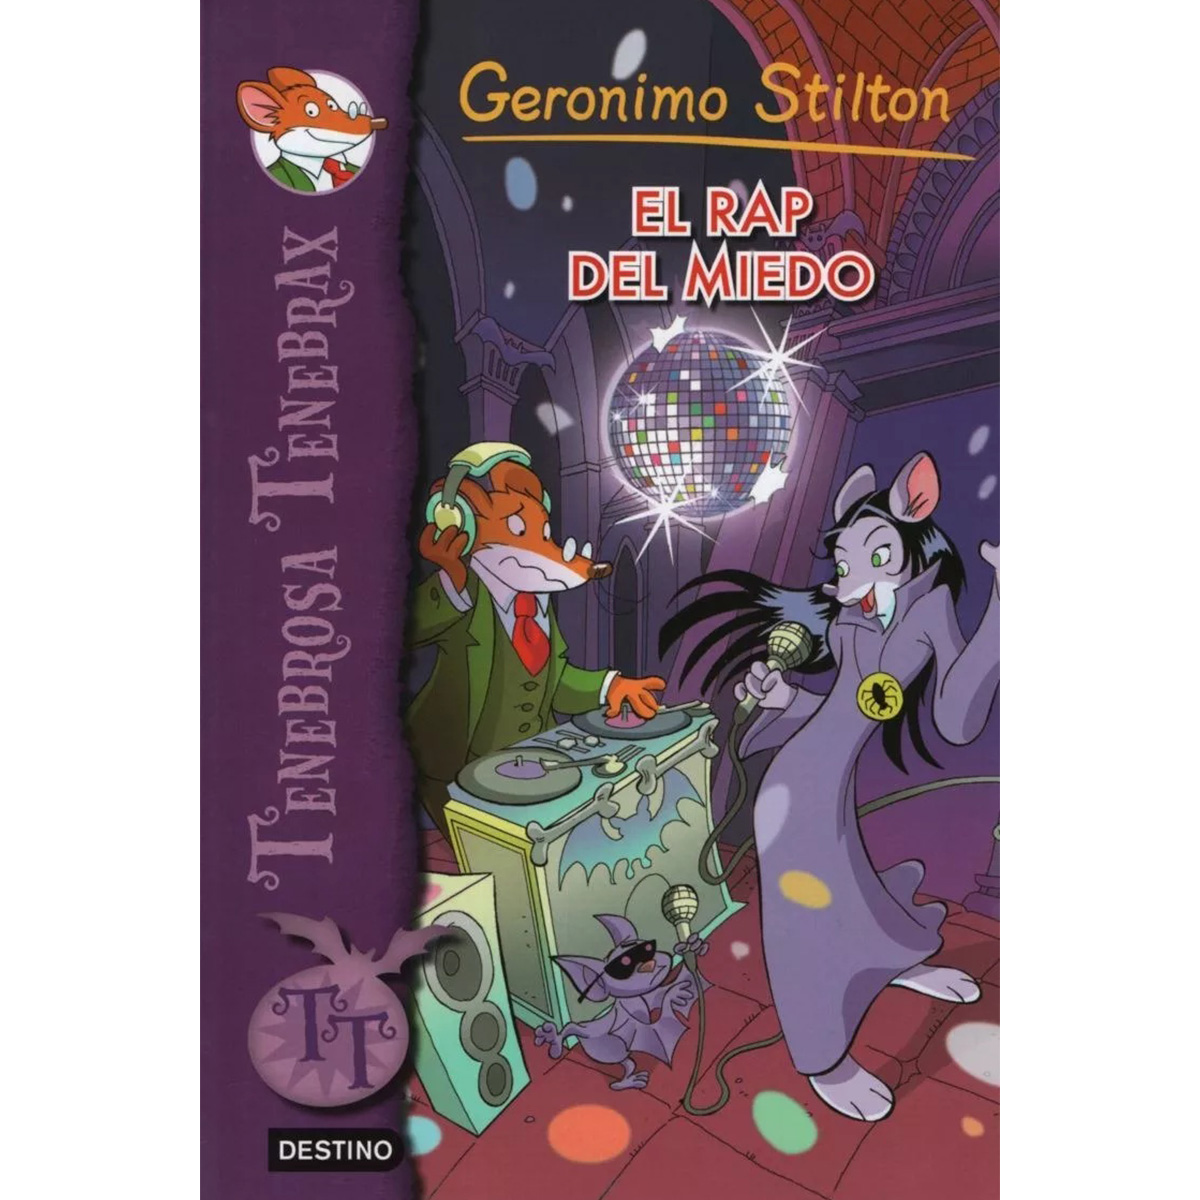 Geronimo Stilton
EL RAP
DEL MIEDO
TENEBROSA TENEBRAX
TT
DESTINO